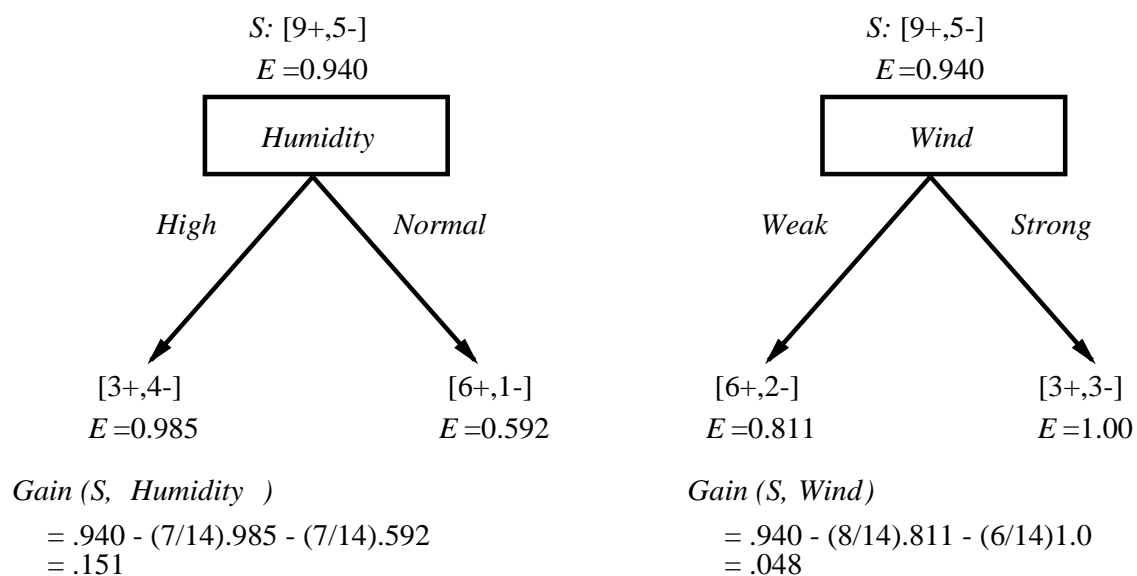 S: [9+,5-]
E =0.940
Humidity
High
Normal
[3+,4-]
E =0.985
[6+,1-]
E =0.592
Gain (S, Humidity )
= .940 - (7/14).985 - (7/14).592
= .151
S: [9+,5-]
E =0.940
Wind
Weak
Strong
[6+,2-]
E =0.811
[3+,3-]
E =1.00
Gain (S, Wind)
= .940 - (8/14).811 - (6/14)1.0
= .048